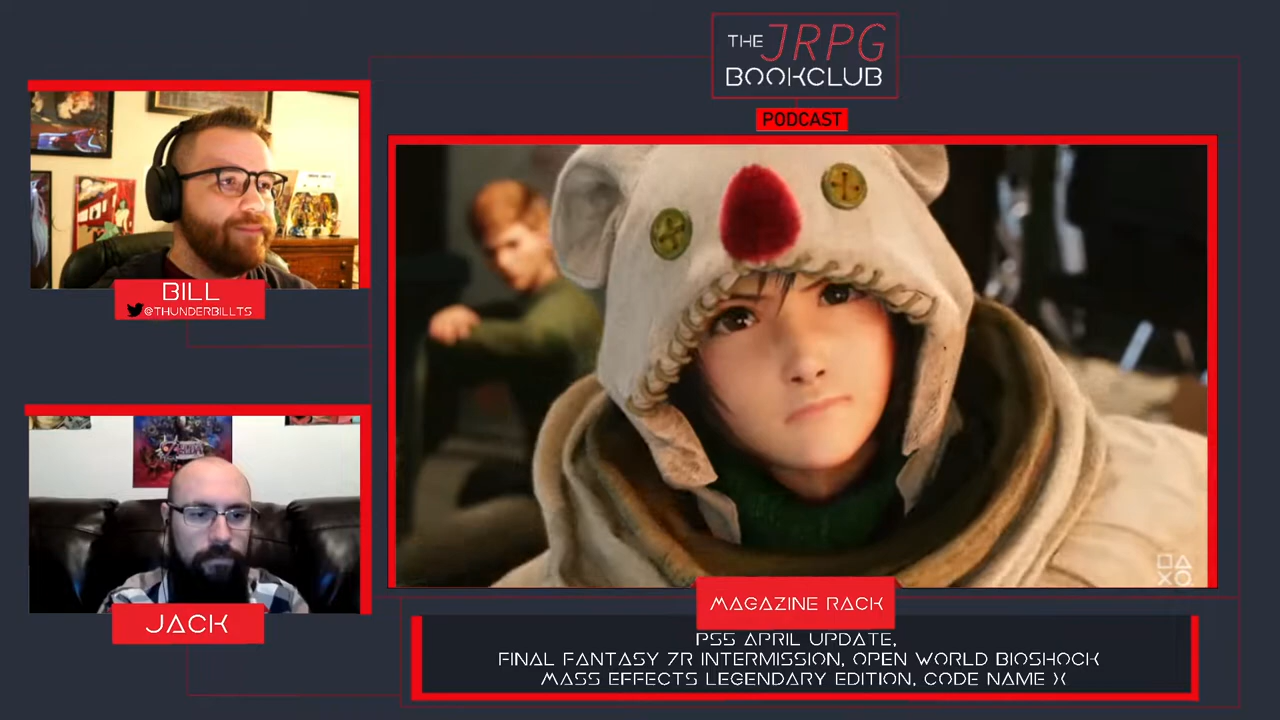 THE JRPG
BOOKCLUB
PODCAST
BILL
@THUNDERBILLTS
JACK
MAGAZINE RACK
PS5 APRIL UPDATE,
FINAL FANTASY 7R INTERMISSION, OPEN WORLD BIOSHOCK
MASS EFFECTS LEGENDARY EDITION, CODE NAME X